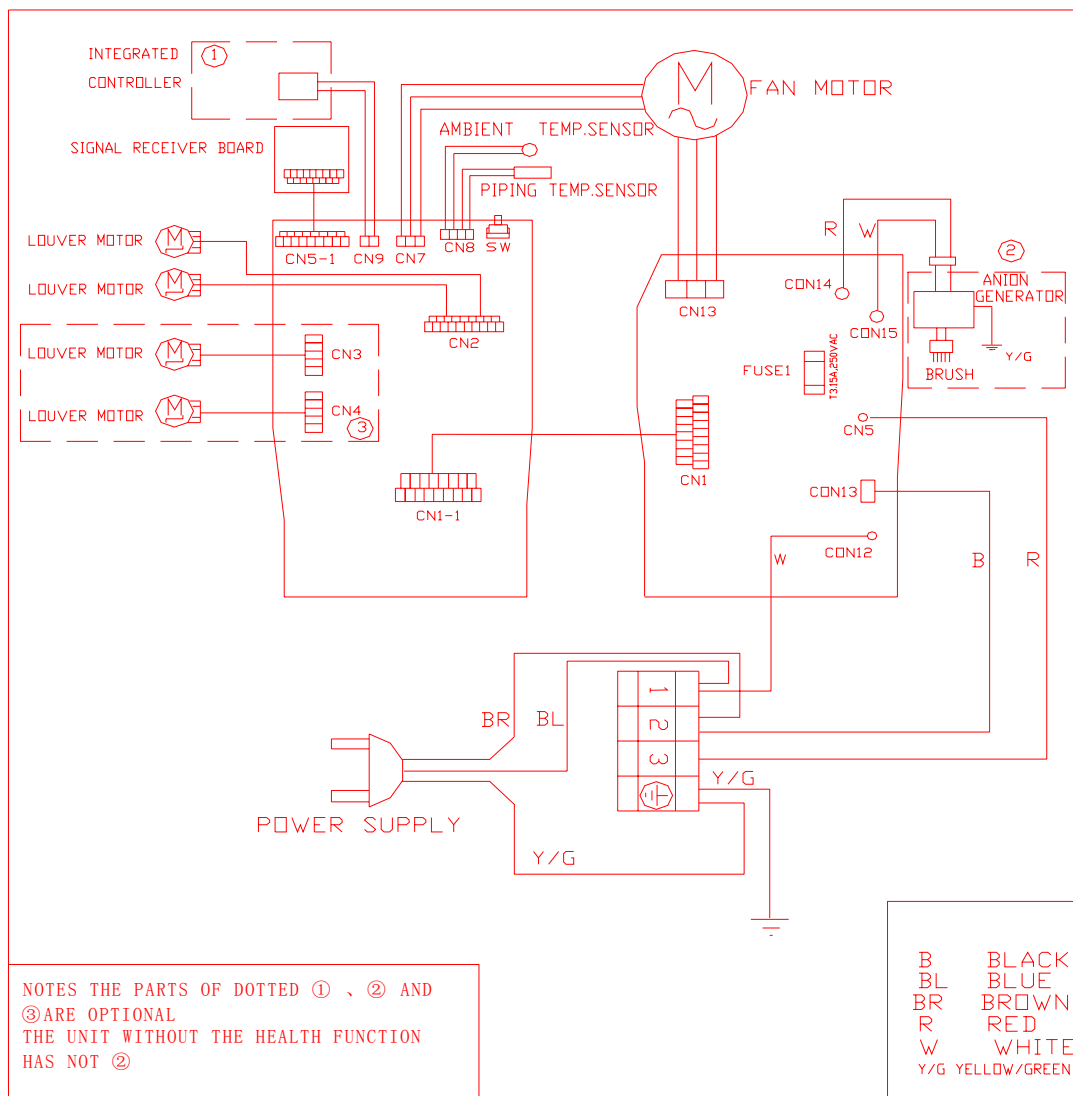 INTEGRATED ①
CONTROLLER
SIGNAL RECEIVER BOARD
M
FAN MOTOR
AMBIENT TEMP.SENSOR
PIPING TEMP.SENSOR
LOUVER MOTOR M
CN5-1 CN9 CN7 CN8 SW
LOUVER MOTOR M
CN2
LOUVER MOTOR M CN3
LOUVER MOTOR M CN4
③
CN1-1
R W
②
CON14
ANION
GENERATOR
CN13
CON15
Y/G
BRUSH
FUSE1 T3.15A,250VAC
CN5
CN1
CON13
CON12
W B R
BR BL
1
2
3
Y/G
POWER SUPPLY
Y/G
NOTES THE PARTS OF DOTTED ① 、② AND
③ARE OPTIONAL
THE UNIT WITHOUT THE HEALTH FUNCTION
HAS NOT ②
B BLACK
BL BLUE
BR BROWN
R RED
W WHITE
Y/G YELLOW/GREEN